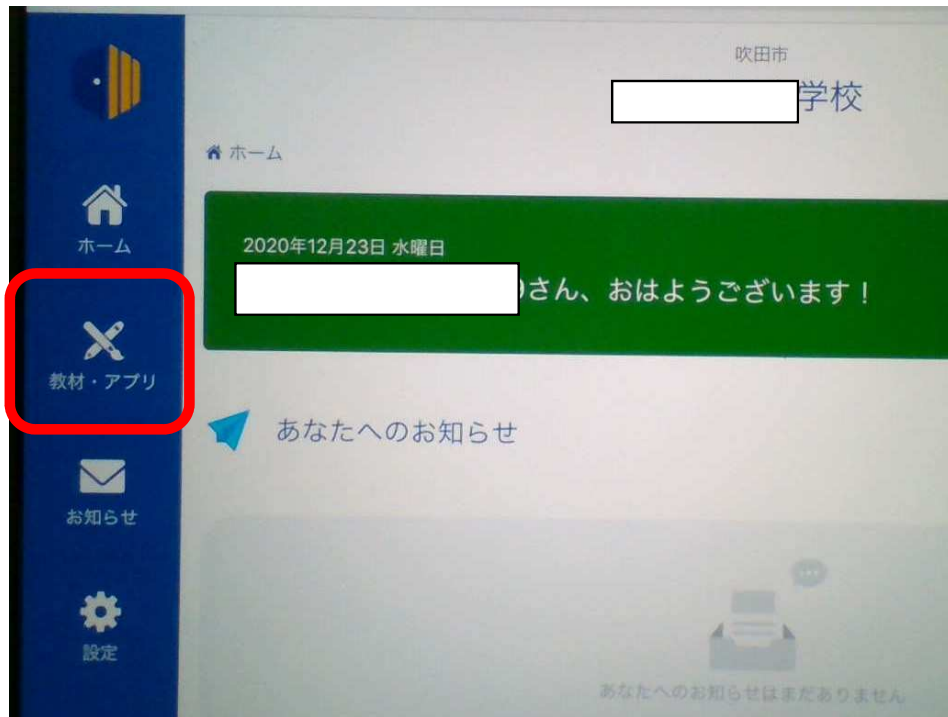 吹田市
学校
ホーム
ホーム
2020年12月23日 水曜日
さん、おはようございます！
教材・アプリ
あなたへのお知らせ
お知らせ
設定
あなたへのお知らせはまだありません